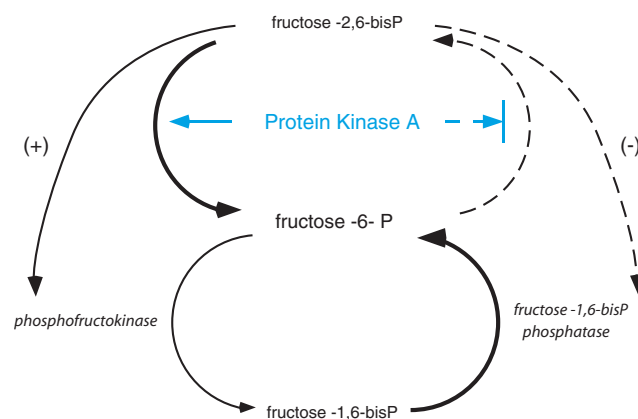 fructose -2,6-bisP
Protein Kinase A
(+)
(-)
fructose -6- P
phosphofructokinase
fructose -1,6-bisP
phosphatase
fructose -1,6-bisP